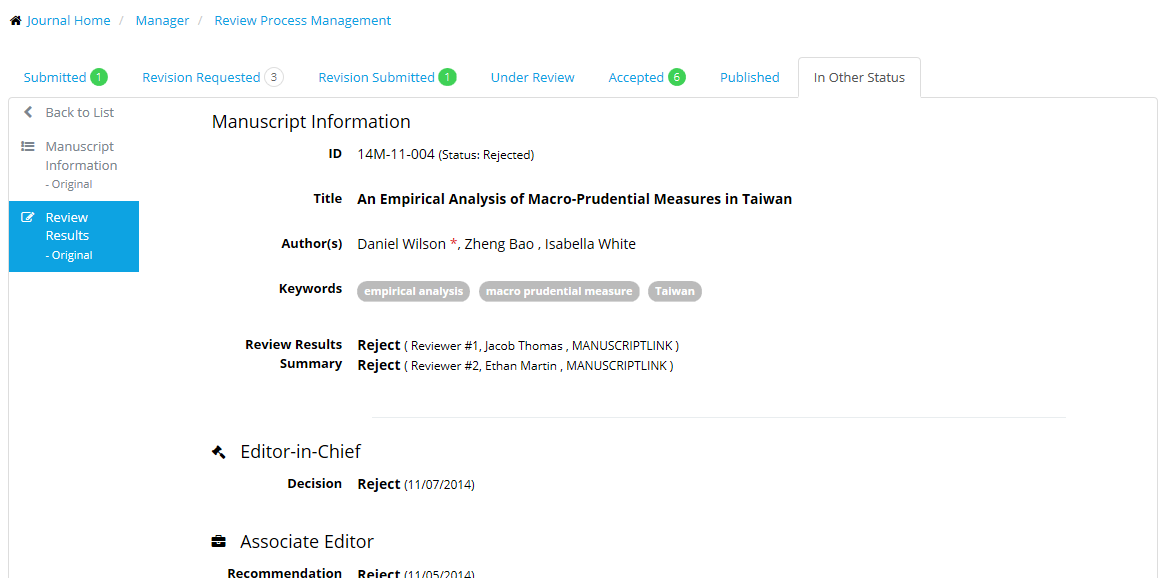 Journal Home / Manager / Review Process Management
Submitted 1 Revision Requested 3 Revision Submitted 1 Under Review Accepted 6 Published In Other Status
Back to List
Manuscript
Information
- Original
Review
Results
- Original
Manuscript Information
ID 14M-11-004 (Status: Rejected)
Title An Empirical Analysis of Macro-Prudential Measures in Taiwan
Author(s) Daniel Wilson *, Zheng Bao , Isabella White
Keywords empirical analysis macro prudential measure Taiwan
Review Results Reject ( Reviewer #1, Jacob Thomas , MANUSCRIPTLINK )
Summary Reject ( Reviewer #2, Ethan Martin , MANUSCRIPTLINK )
Editor-in-Chief
Decision Reject (11/07/2014)
Associate Editor
Recommendation Reject (11/05/2014)